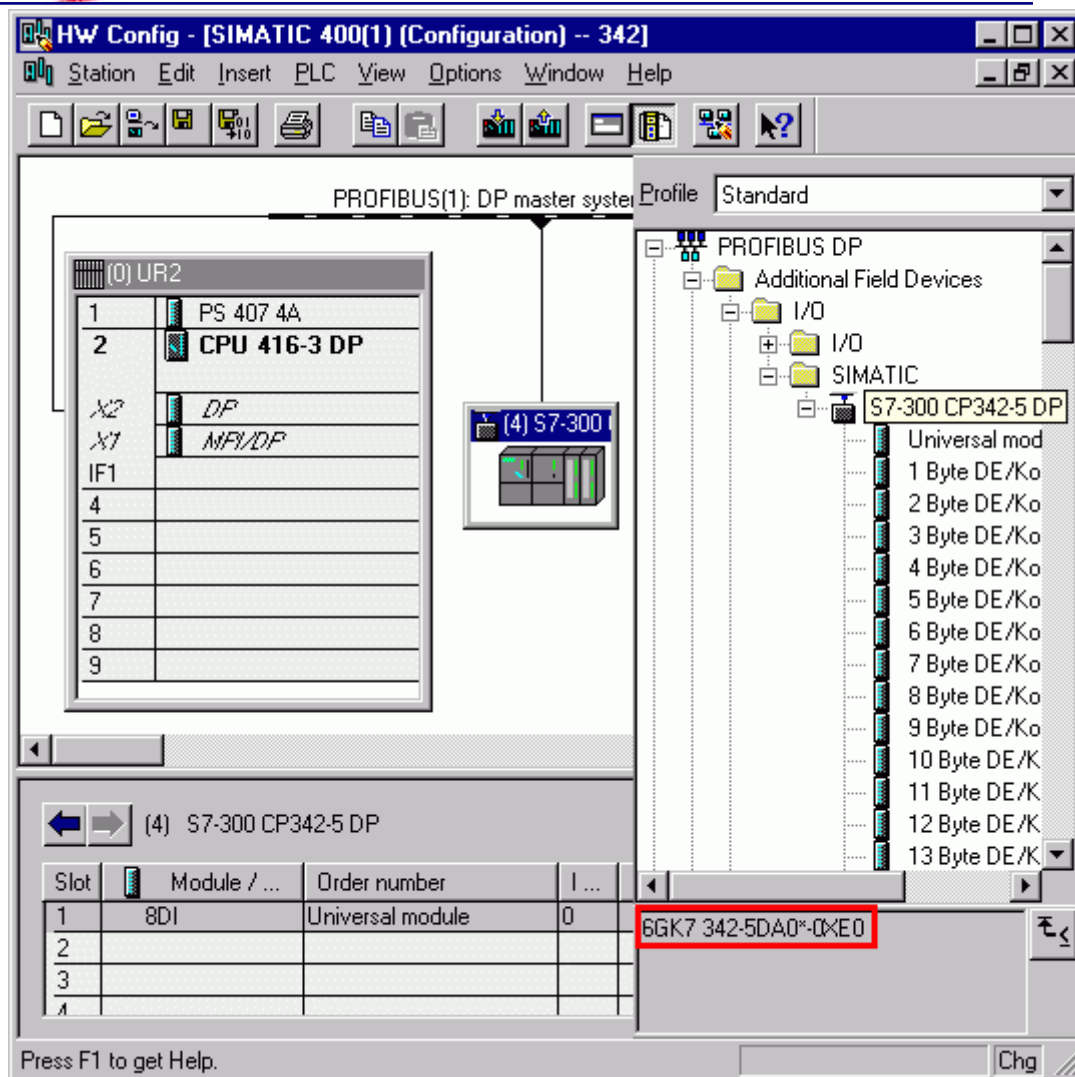 HW Config - [SIMATIC 400(1) (Configuration) -- 342]
Station Edit Insert PLC View Options Window Help
PROFIBUS(1): DP master syste
(0) UR2
1 PS 407 4A
2 CPU 416-3 DP
X2 DP
X1 MPI/DP
IF1
4
5
6
7
8
9
(4) S7-300
Profile Standard
PROFIBUS DP
Additional Field Devices
I/O
I/O
SIMATIC
S7-300 CP342-5 DP
Universal mod
1 Byte DE/Ko
2 Byte DE/Ko
3 Byte DE/Ko
4 Byte DE/Ko
5 Byte DE/Ko
6 Byte DE/Ko
7 Byte DE/Ko
8 Byte DE/Ko
9 Byte DE/Ko
10 Byte DE/K
11 Byte DE/K
12 Byte DE/K
13 Byte DE/K
(4) S7-300 CP342-5 DP
Slot Module / ... Order number I ...
1 8DI Universal module 0
2
3
4
6GK7 342-5DA0*-0XE0
Press F1 to get Help.
Chg